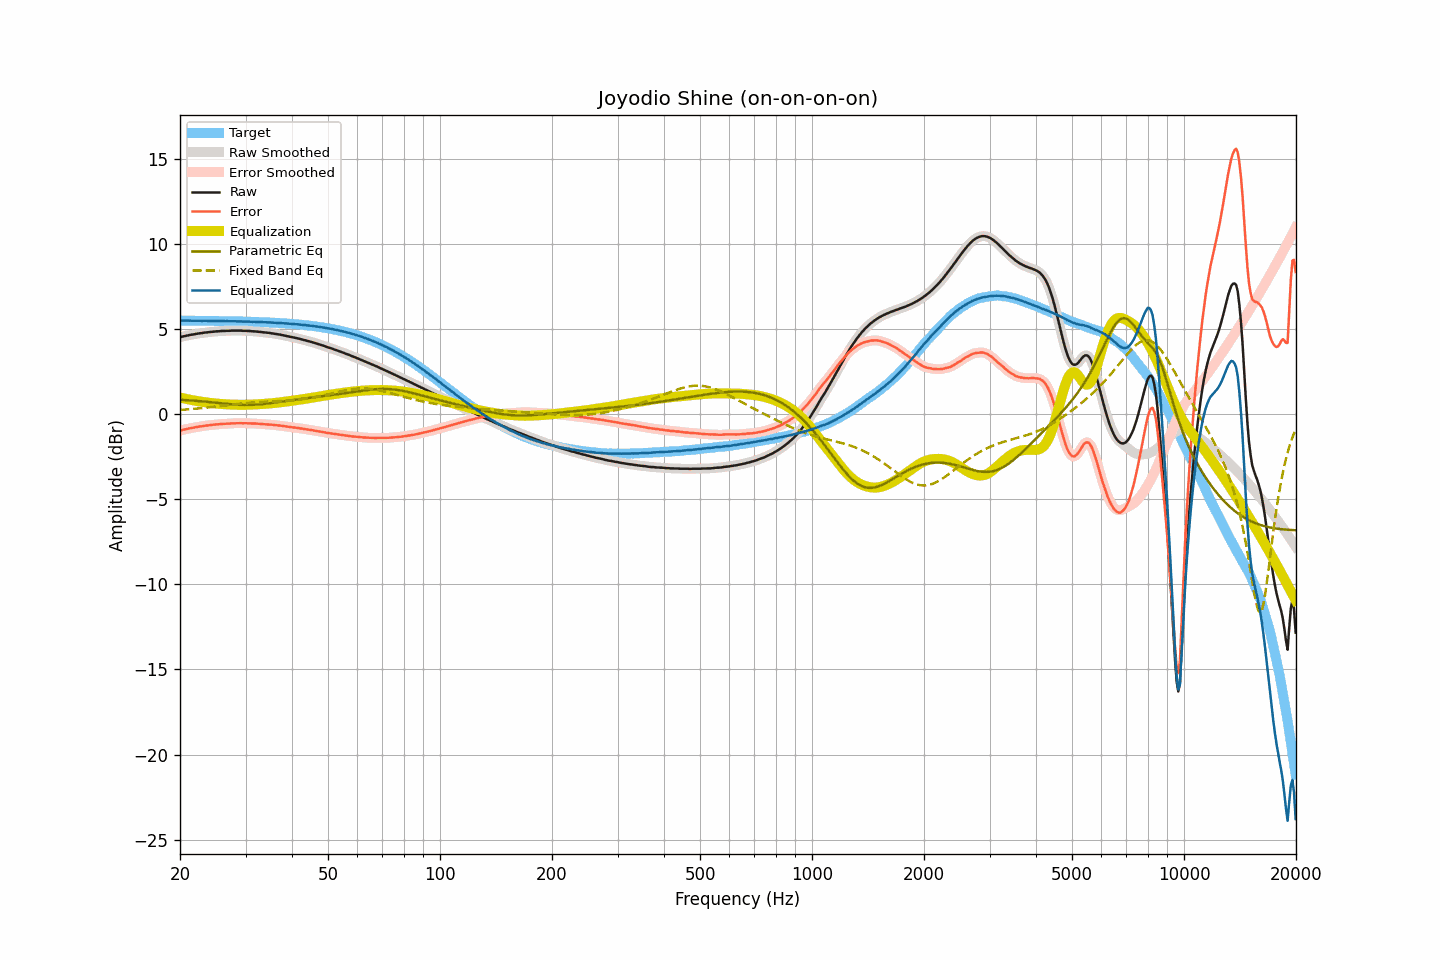 Joyodio Shine (on-on-on-on)
Target
Raw Smoothed
Error Smoothed
Raw
Error
Equalization
Parametric Eq
Fixed Band Eq
Equalized
15
10
5
0
−5
−10
−15
−20
−25
Amplitude (dBr)
20 50 100 200 500 1000 2000 5000 10000 20000
Frequency (Hz)